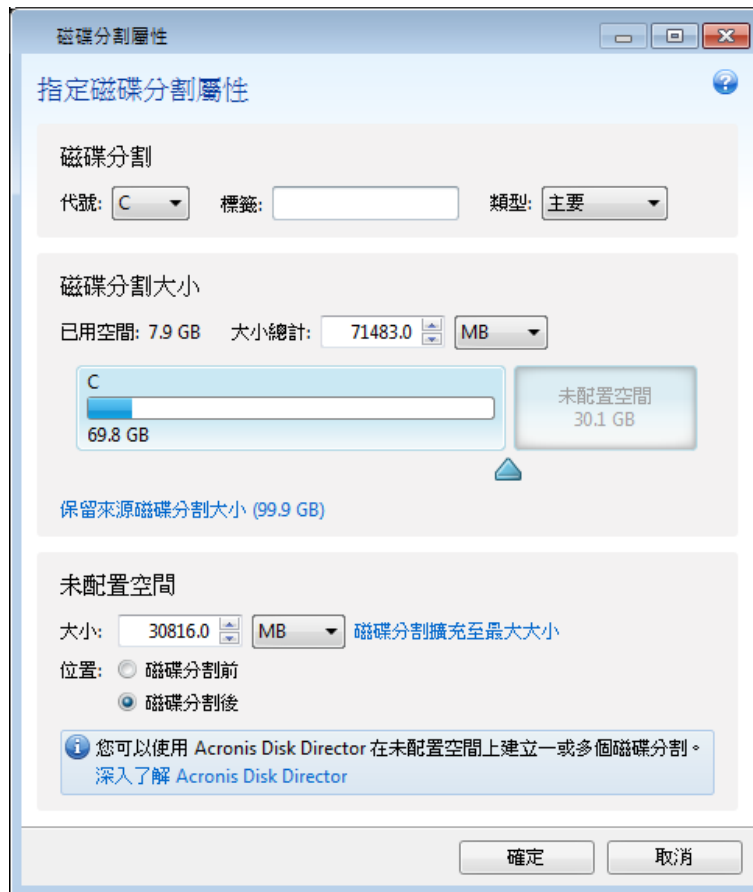 磁碟分割屬性
指定磁碟分割屬性
磁碟分割
代號: C 標籤: 類型: 主要
磁碟分割大小
已用空間: 7.9 GB 大小總計: 71483.0 MB
C
69.8 GB
未配置空間
30.1 GB
保留來源磁碟分割大小 (99.9 GB)
未配置空間
大小: 30816.0 MB 磁碟分割擴充至最大大小
位置: 磁碟分割前
磁碟分割後
您可以使用 Acronis Disk Director 在未配置空間上建立一或多個磁碟分割。
深入了解 Acronis Disk Director
確定 取消